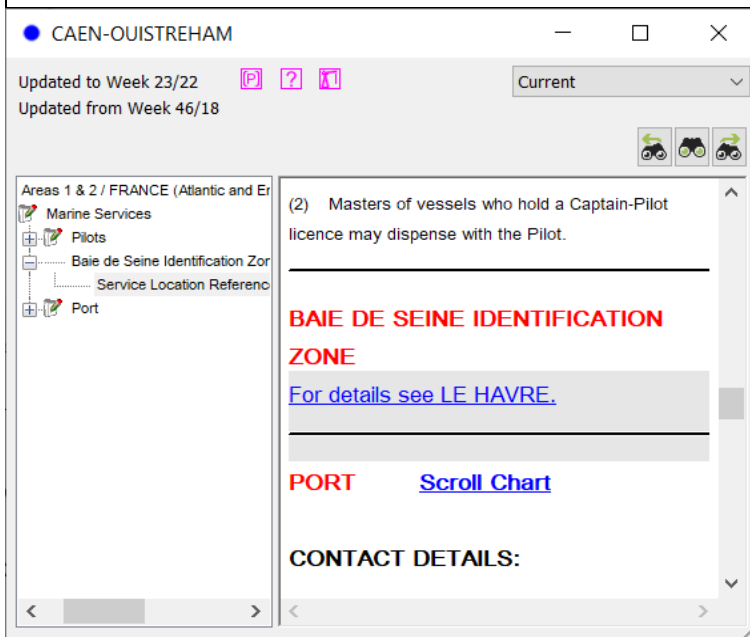 CAEN-OUISTREHAM
Updated to Week 23/22
Current
Updated from Week 46/18
Areas 1 & 2 / FRANCE (Atlantic and Er
Marine Services
Pilots
Baie de Seine Identification Zor
Service Location Referenc
Port
(2) Masters of vessels who hold a Captain-Pilot
licence may dispense with the Pilot.
BAIE DE SEINE IDENTIFICATION
ZONE
For details see LE HAVRE.
PORT Scroll Chart
CONTACT DETAILS: